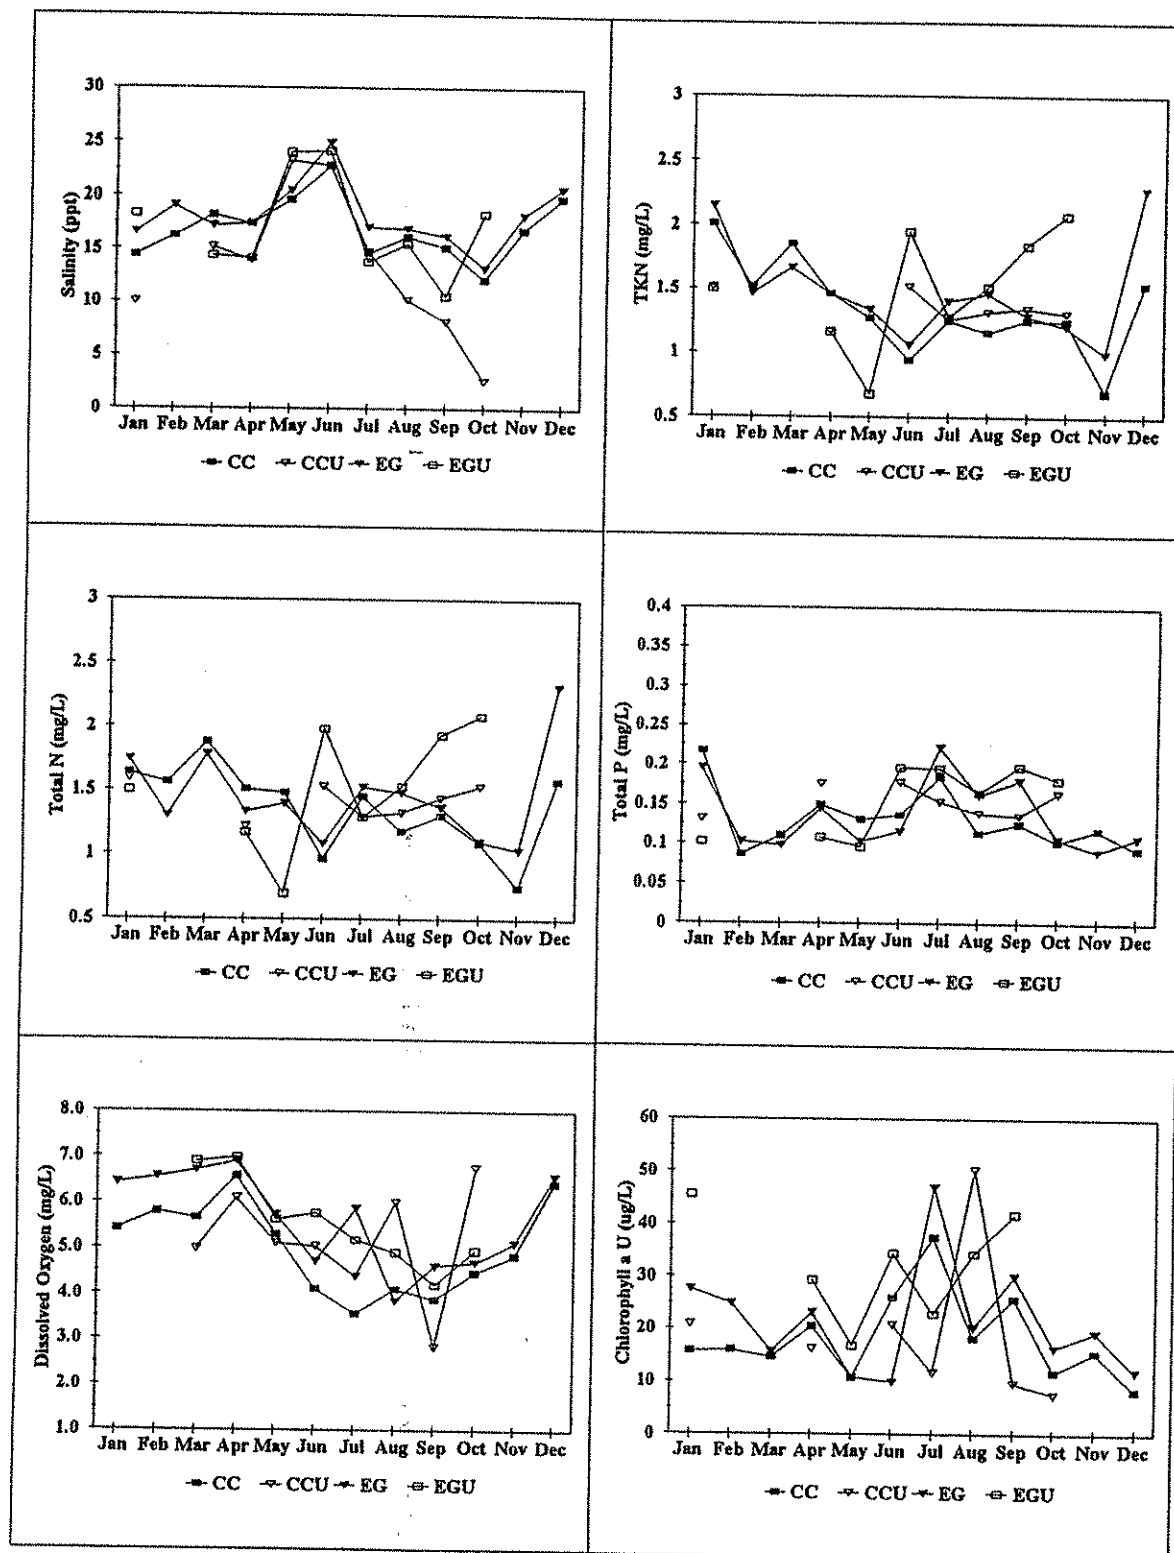 30
25
20
15
10
5
0
Salinity (ppt)
Jan Feb Mar Apr May Jun Jul Aug Sep Oct Nov Dec
CC CCU EG EGU
3
2.5
2
1.5
1
0.5
TKN (mg/L)
Jan Feb Mar Apr May Jun Jul Aug Sep Oct Nov Dec
CC CCU EG EGU
3
2.5
2
1.5
1
0.5
Total N (mg/L)
Jan Feb Mar Apr May Jun Jul Aug Sep Oct Nov Dec
CC CCU EG EGU
0.4
0.35
0.3
0.25
0.2
0.15
0.1
0.05
0
Total P (mg/L)
Jan Feb Mar Apr May Jun Jul Aug Sep Oct Nov Dec
CC CCU EG EGU
8.0
7.0
6.0
5.0
4.0
3.0
2.0
1.0
Dissolved Oxygen (mg/L)
Jan Feb Mar Apr May Jun Jul Aug Sep Oct Nov Dec
CC CCU EG EGU
60
50
40
30
20
10
0
Chlorophyll a U (ug/L)
Jan Feb Mar Apr May Jun Jul Aug Sep Oct Nov Dec
CC CCU EG EGU